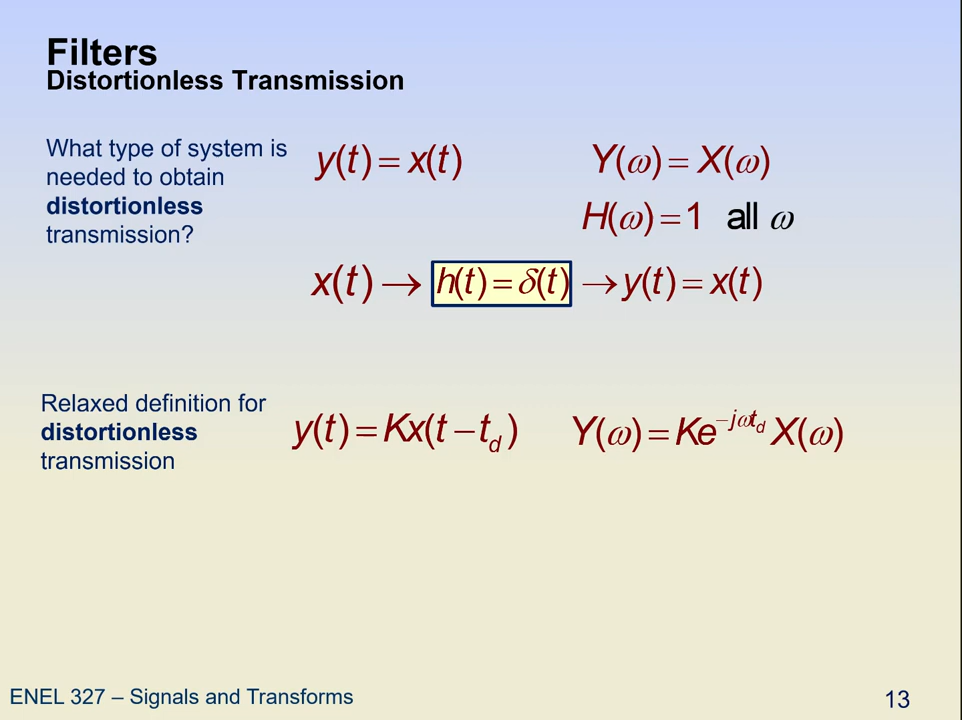 Filters
Distortionless Transmission
What type of system is
needed to obtain
distortionless
transmission?
y(t) = x(t)
Y(ω) = X(ω)
H(ω) = 1 all ω
x(t) → h(t) = δ(t) → y(t) = x(t)
Relaxed definition for
distortionless
transmission
y(t) = Kx(t − t_d)
Y(ω) = Ke^{−jωt_d} X(ω)
ENEL 327 – Signals and Transforms
13